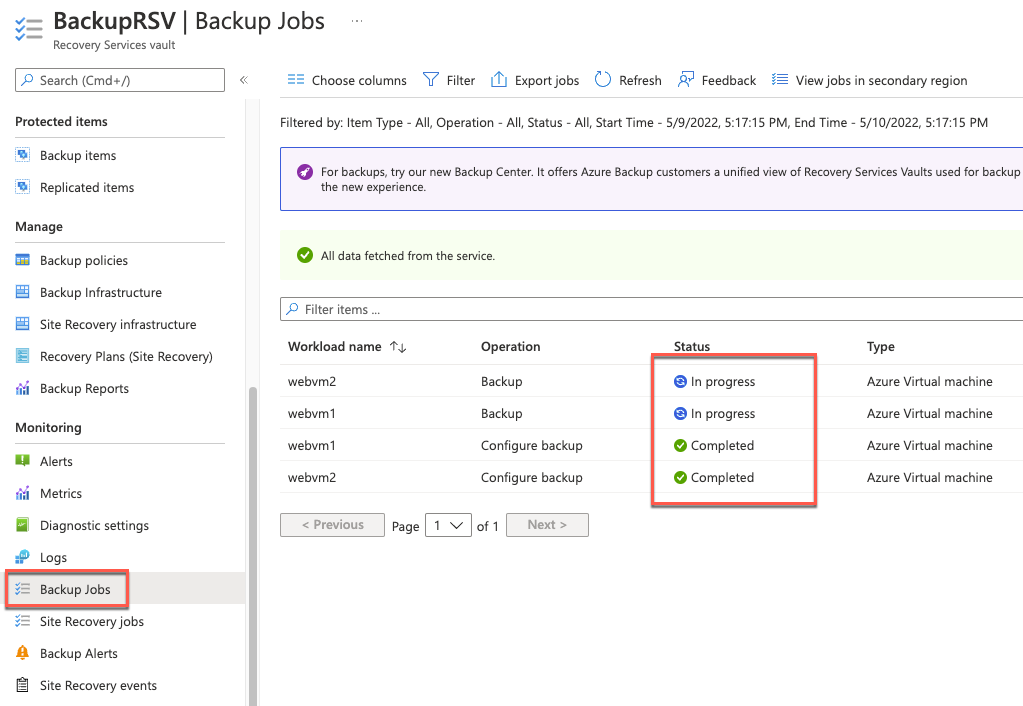 BackupRSV | Backup Jobs ...
Recovery Services vault
Search (Cmd+/)
«
Protected items
Backup items
Replicated items
Manage
Backup policies
Backup Infrastructure
Site Recovery infrastructure
Recovery Plans (Site Recovery)
Backup Reports
Monitoring
Alerts
Metrics
Diagnostic settings
Logs
Backup Jobs
Site Recovery jobs
Backup Alerts
Site Recovery events
Choose columns Filter Export jobs Refresh Feedback View jobs in secondary region
Filtered by: Item Type - All, Operation - All, Status - All, Start Time - 5/9/2022, 5:17:15 PM, End Time - 5/10/2022, 5:17:15 PM
For backups, try our new Backup Center. It offers Azure Backup customers a unified view of Recovery Services Vaults used for backup
the new experience.
All data fetched from the service.
Filter items ...
Workload name ↑↓ Operation Status Type
webvm2 Backup In progress Azure Virtual machine
webvm1 Backup In progress Azure Virtual machine
webvm1 Configure backup Completed Azure Virtual machine
webvm2 Configure backup Completed Azure Virtual machine
< Previous Page 1 of 1 Next >